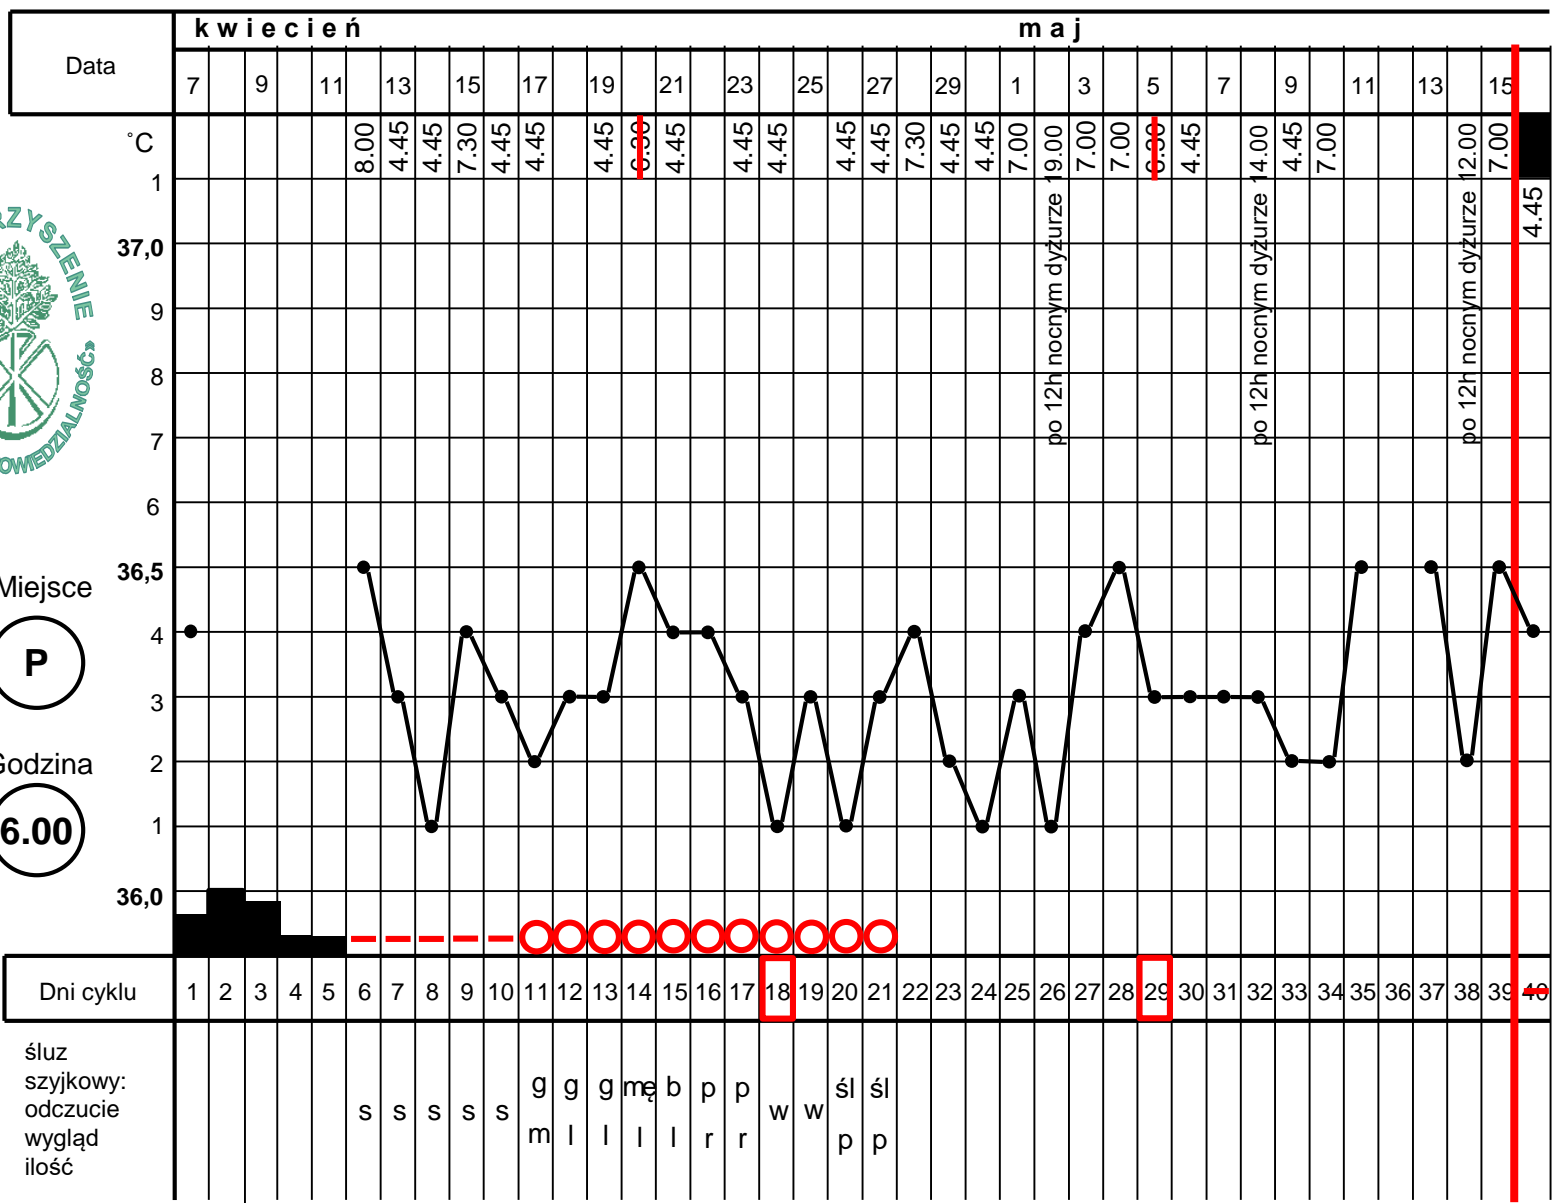 kwiecień maj
Data
7 9 11 13 15 17 19 21 23 25 27 29 1 3 5 7 9 11 13 15
˚C
8.00 4.45 4.45 7.30 4.45 4.45 4.45 6.30 4.45 4.45 4.45 4.45 4.45 7.30 4.45 4.45 7.00 po 12h nocnym dyżurze 19.00 7.00 7.00 6.30 4.45 po 12h nocnym dyżurze 14.00 4.45 7.00 po 12h nocnym dyżurze 12.00 7.00 4.45
1
37,0
9
8
7
6
36,5
4
3
2
1
36,0
RZYSZENIE
OWIEDZIALNOŚĆ»
Miejsce
P
Godzina
6.00
Dni cyklu
1 2 3 4 5 6 7 8 9 10 11 12 13 14 15 16 17 18 19 20 21 22 23 24 25 26 27 28 29 30 31 32 33 34 35 36 37 38 39 40
śluz
szyjkowy:
odczucie
wygląd
ilość
g g g mę b p p śl śl
s s s s s w w
m l l l l r r p p